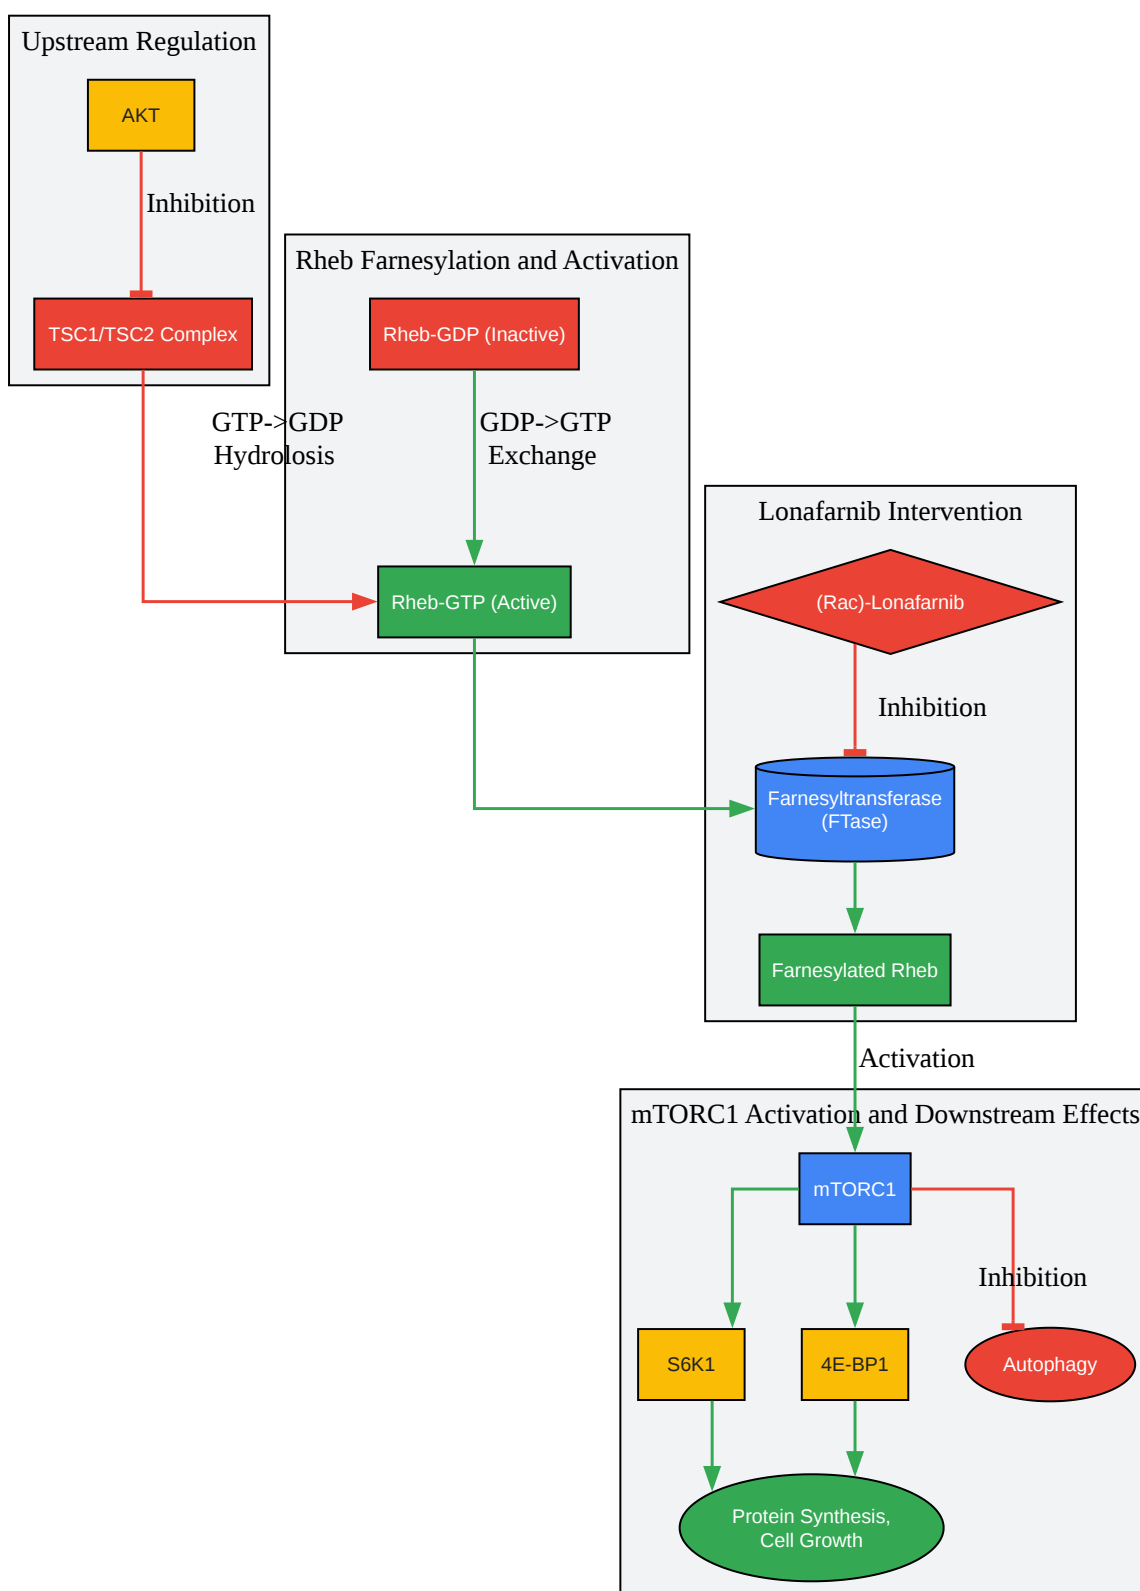 Upstream Regulation
AKT
Inhibition
TSC1/TSC2 Complex
Rheb Farnesylation and Activation
Rheb-GDP (Inactive)
GTP->GDP
Hydrolosis
GDP->GTP
Exchange
Rheb-GTP (Active)
Lonafarnib Intervention
(Rac)-Lonafarnib
Inhibition
Farnesyltransferase
(FTase)
Farnesylated Rheb
Activation
mTORC1 Activation and Downstream Effects
mTORC1
Inhibition
S6K1
4E-BP1
Autophagy
Protein Synthesis,
Cell Growth